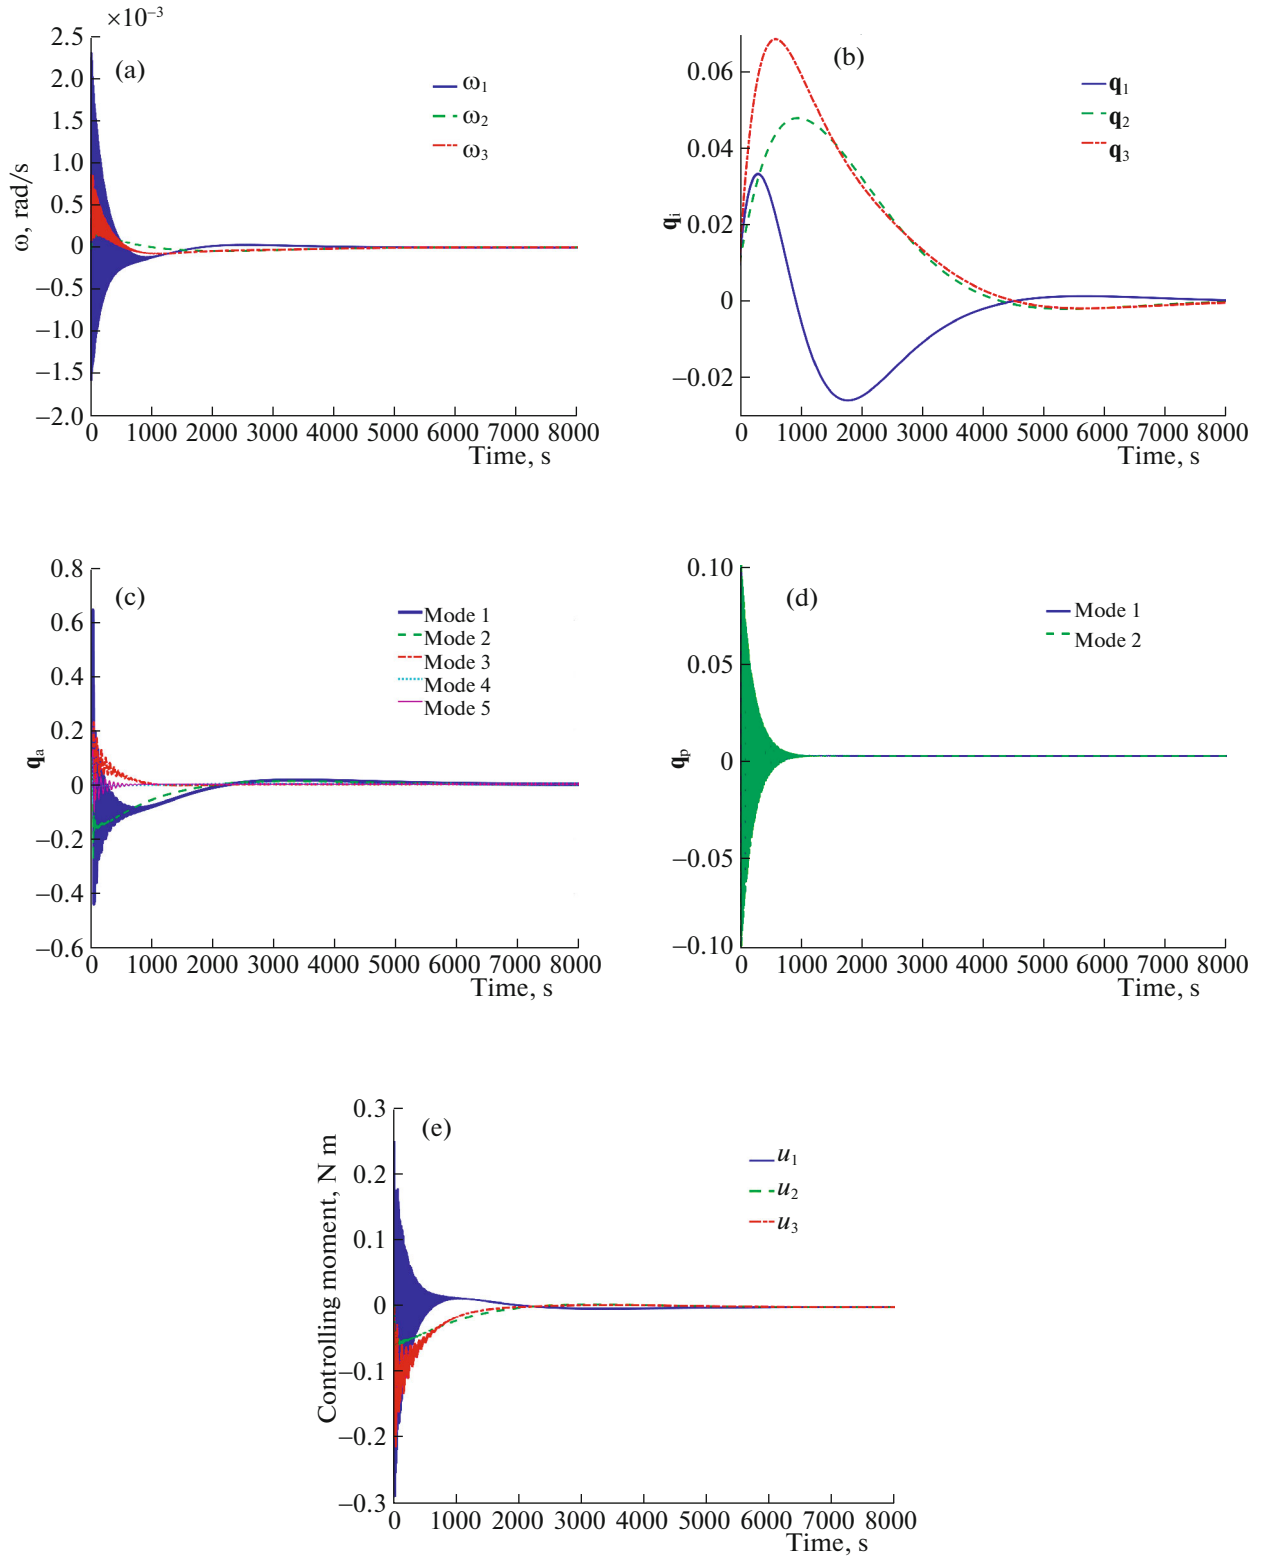 ×10⁻³
2.5
2.0
1.5
1.0
0.5
0
−0.5
−1.0
−1.5
−2.0
ω, rad/s
(a)
ω₁
ω₂
ω₃
0 1000 2000 3000 4000 5000 6000 7000 8000
Time, s
0.06
0.04
0.02
0
−0.02
qᵢ
(b)
q₁
q₂
q₃
0 1000 2000 3000 4000 5000 6000 7000 8000
Time, s
0.8
0.6
0.4
0.2
0
−0.2
−0.4
−0.6
qₐ
(c)
Mode 1
Mode 2
Mode 3
Mode 4
Mode 5
0 1000 2000 3000 4000 5000 6000 7000 8000
Time, s
0.10
0.05
0
−0.05
−0.10
qₚ
(d)
Mode 1
Mode 2
0 1000 2000 3000 4000 5000 6000 7000 8000
Time, s
0.3
0.2
0.1
0
−0.1
−0.2
−0.3
Controlling moment, N m
(e)
u₁
u₂
u₃
0 1000 2000 3000 4000 5000 6000 7000 8000
Time, s